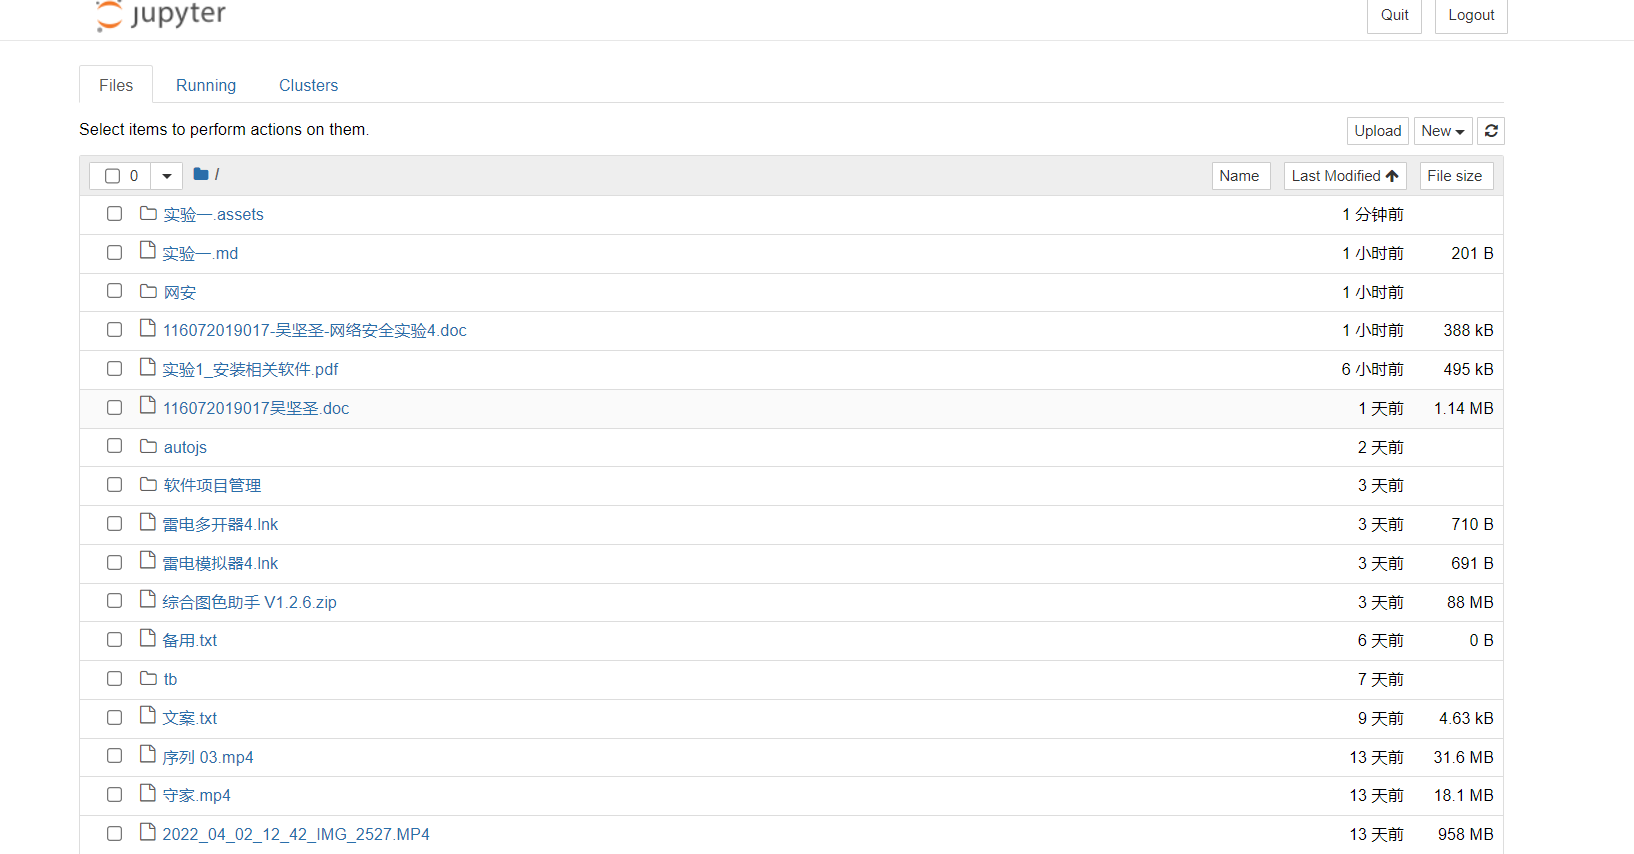 jupyter Quit Logout
Files Running Clusters
Select items to perform actions on them. Upload New
0 / Name Last Modified File size
实验一.assets 1 分钟前
实验一.md 1 小时前 201 B
网安 1 小时前
116072019017-吴坚圣-网络安全实验4.doc 1 小时前 388 kB
实验1_安装相关软件.pdf 6 小时前 495 kB
116072019017吴坚圣.doc 1 天前 1.14 MB
autojs 2 天前
软件项目管理 3 天前
雷电多开器4.lnk 3 天前 710 B
雷电模拟器4.lnk 3 天前 691 B
综合图色助手 V1.2.6.zip 3 天前 88 MB
备用.txt 6 天前 0 B
tb 7 天前
文案.txt 9 天前 4.63 kB
序列 03.mp4 13 天前 31.6 MB
守家.mp4 13 天前 18.1 MB
2022_04_02_12_42_IMG_2527.MP4 13 天前 958 MB